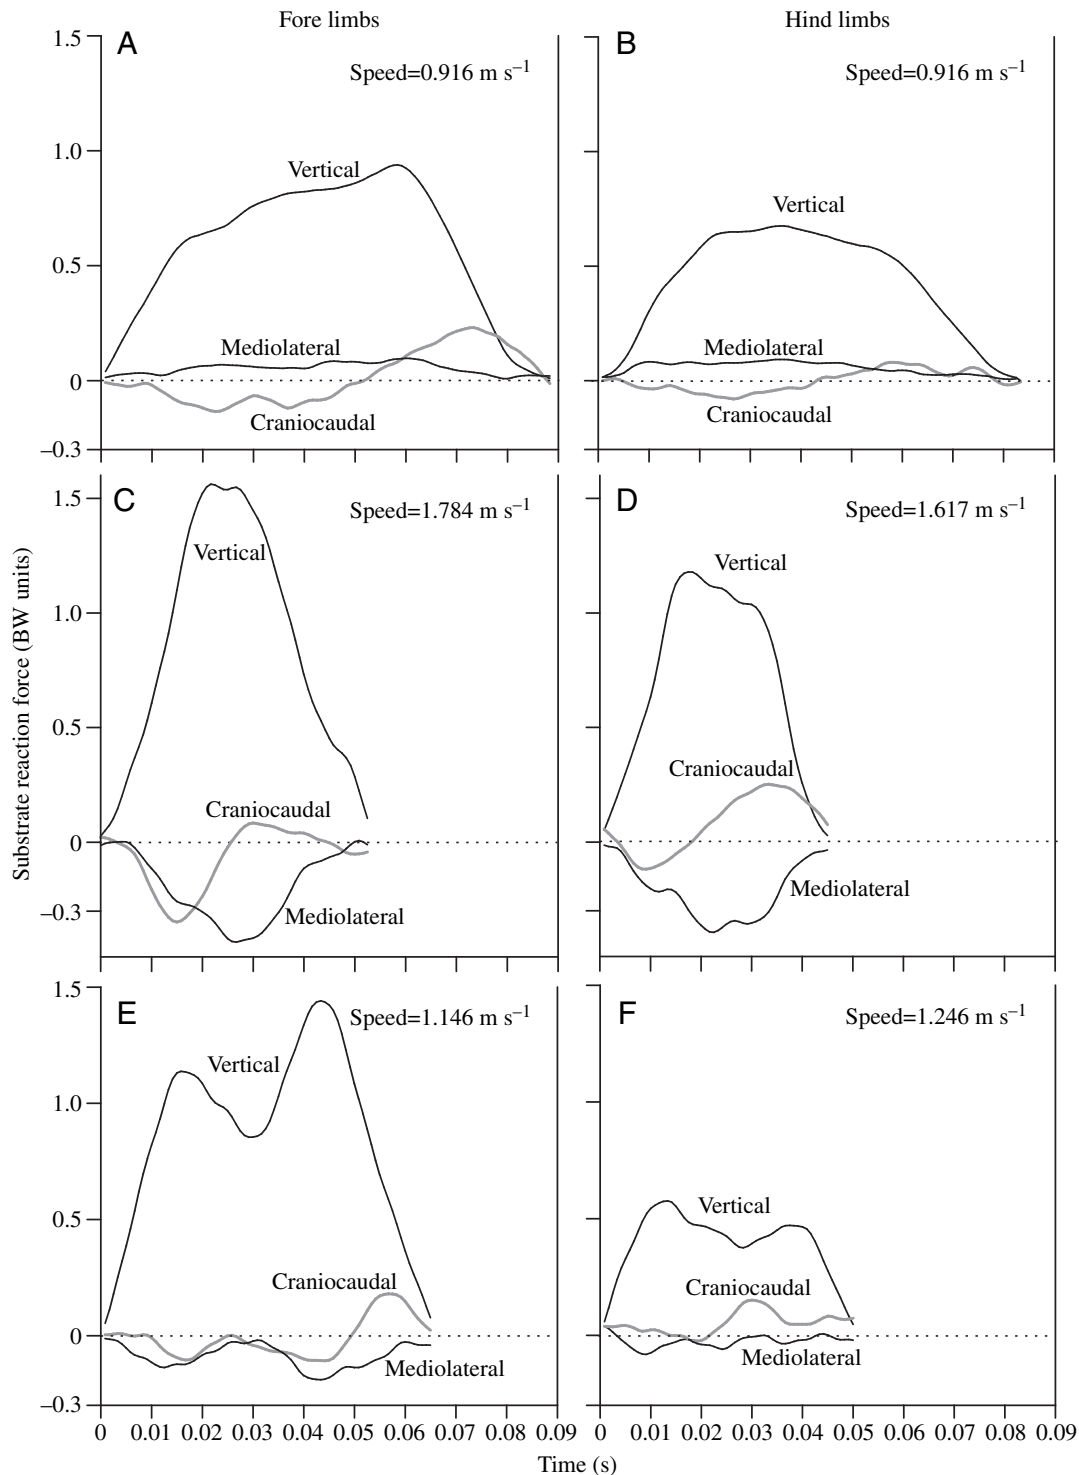 Fore limbs
Hind limbs
A
Speed=0.916 m s–1
1.5
1.0
0.5
0
–0.3
Vertical
Mediolateral
Craniocaudal
B
Speed=0.916 m s–1
Vertical
Mediolateral
Craniocaudal
Substrate reaction force (BW units)
C
Speed=1.784 m s–1
1.5
1.0
0.5
0
–0.3
Vertical
Craniocaudal
Mediolateral
D
Speed=1.617 m s–1
Vertical
Craniocaudal
Mediolateral
E
Speed=1.146 m s–1
1.5
1.0
0.5
0
–0.3
Vertical
Craniocaudal
Mediolateral
F
Speed=1.246 m s–1
Vertical
Craniocaudal
Mediolateral
0 0.01 0.02 0.03 0.04 0.05 0.06 0.07 0.08 0.09
0 0.01 0.02 0.03 0.04 0.05 0.06 0.07 0.08 0.09
Time (s)